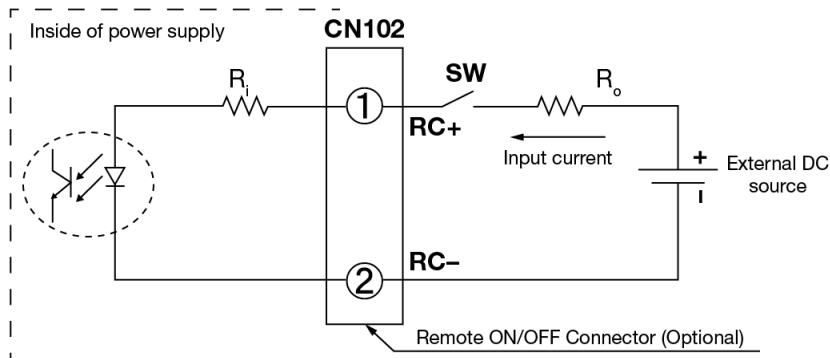 Inside of power supply
CN102
SW
Ri
Ro
1
RC+
Input current
+
External DC
source
2
RC−
Remote ON/OFF Connector (Optional)